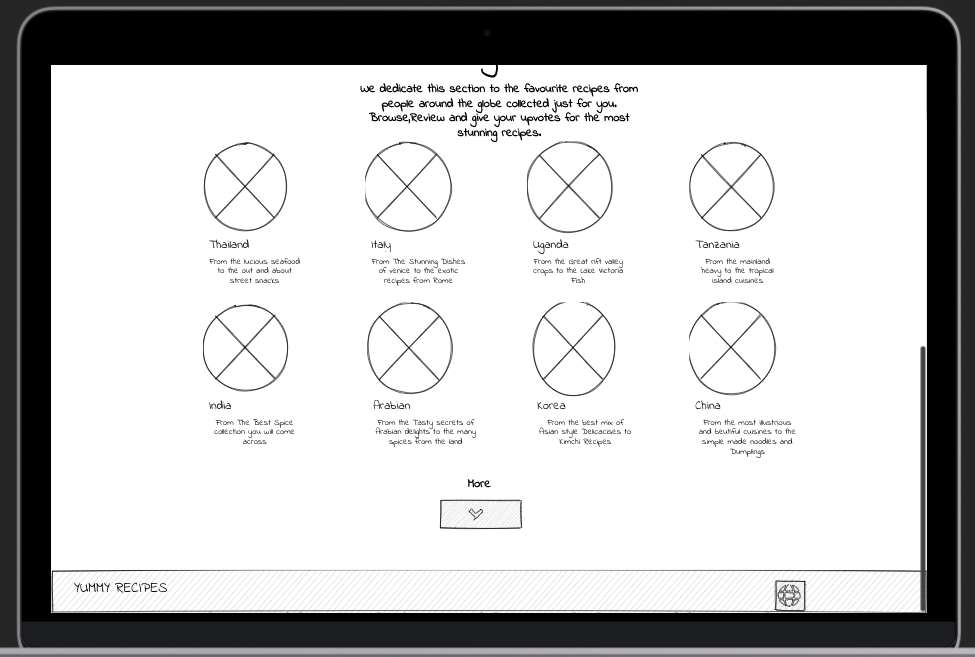 we dedicate this section to the favourite recipes from
people around the globe collected just for you.
Browse,Review and give your upvotes for the most
stunning recipes.
Thailand
Italy
Uganda
Tanzania
From the lucious seafood
to the out and about
street snacks
From The Stunning Dishes
of venice to the exotic
recipes from Rome
From the Great rift valley
crops to the Lake Victoria
Fish
From the mainland
heavy to the tropical
island cuisines
India
Arabian
Korea
China
From The Best Spice
collection you will come
across
From the Tasty secrets of
Arabian delights to the many
spices from the land
From the best mix of
Asian style Delicacises to
Kimchi Recipes
From the most illustrious
and beutiful cuisines to the
simple made noodles and
Dumplings
More
YUMMY RECIPES